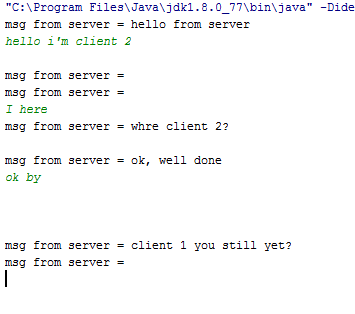 "C:\Program Files\Java\jdk1.8.0_77\bin\java" -Dide
msg from server = hello from server
hello i'm client 2
msg from server =
msg from server =
I here
msg from server = whre client 2?
msg from server = ok, well done
ok by
msg from server = client 1 you still yet?
msg from server =